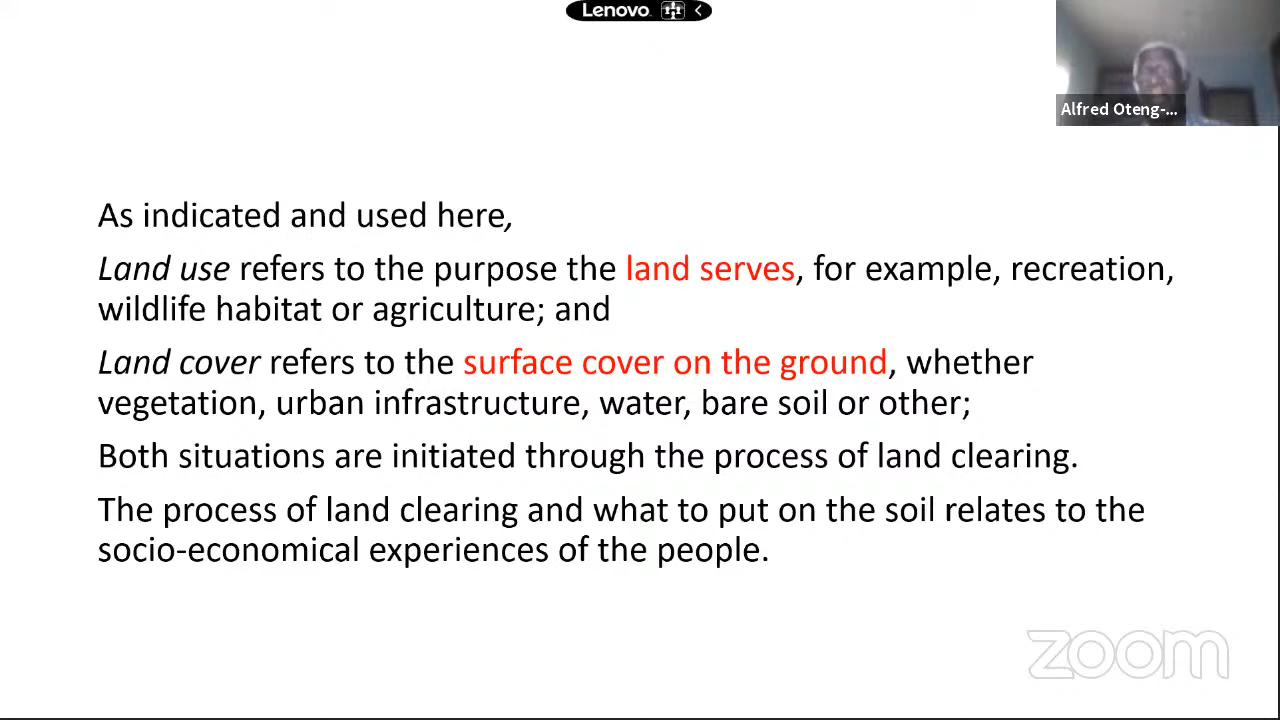 Lenovo
Alfred Oteng-...
As indicated and used here,
Land use refers to the purpose the land serves, for example, recreation,
wildlife habitat or agriculture; and
Land cover refers to the surface cover on the ground, whether
vegetation, urban infrastructure, water, bare soil or other;
Both situations are initiated through the process of land clearing.
The process of land clearing and what to put on the soil relates to the
socio-economical experiences of the people.
zoom